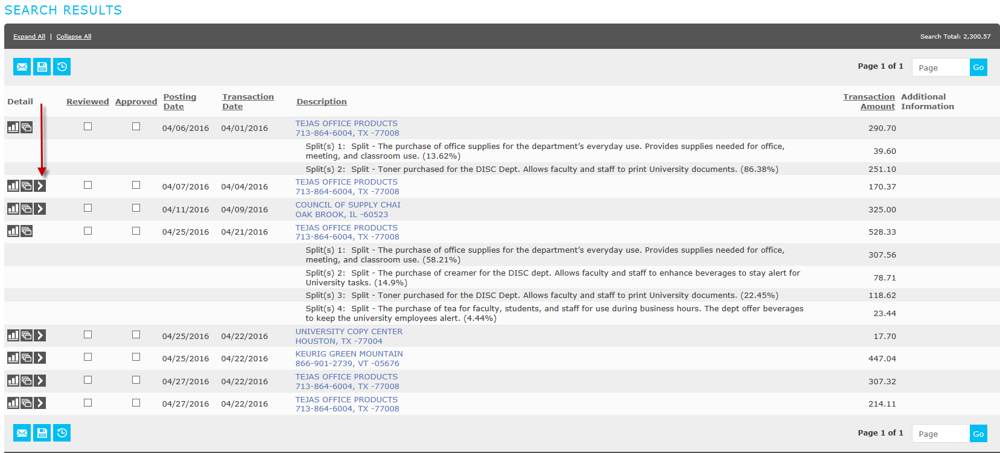 SEARCH RESULTS
Expand All | Collapse All
Search Total: 2,300.57
Page 1 of 1 Page Go
Detail Reviewed Approved Posting Date Transaction Date Description Transaction Amount Additional Information
04/06/2016 04/01/2016 TEJAS OFFICE PRODUCTS 290.70
713-864-6004, TX -77008
Split(s) 1: Split - The purchase of office supplies for the department’s everyday use. Provides supplies needed for office,
meeting, and classroom use. (13.62%) 39.60
Split(s) 2: Split - Toner purchased for the DISC Dept. Allows faculty and staff to print University documents. (86.38%) 251.10
04/07/2016 04/04/2016 TEJAS OFFICE PRODUCTS 170.37
713-864-6004, TX -77008
04/11/2016 04/09/2016 COUNCIL OF SUPPLY CHAI 325.00
OAK BROOK, IL -60523
04/25/2016 04/21/2016 TEJAS OFFICE PRODUCTS 528.33
713-864-6004, TX -77008
Split(s) 1: Split - The purchase of office supplies for the department’s everyday use. Provides supplies needed for office,
meeting, and classroom use. (58.21%) 307.56
Split(s) 2: Split - The purchase of creamer for the DISC dept. Allows faculty and staff to enhance beverages to stay alert for
University tasks. (14.9%) 78.71
Split(s) 3: Split - Toner purchased for the DISC Dept. Allows faculty and staff to print University documents. (22.45%) 118.62
Split(s) 4: Split - The purchase of tea for faculty, students, and staff for use during business hours. The dept offer beverages
to keep the university employees alert. (4.44%) 23.44
04/25/2016 04/22/2016 UNIVERSITY COPY CENTER 17.70
HOUSTON, TX -77004
04/25/2016 04/22/2016 KEURIG GREEN MOUNTAIN 447.04
866-901-2739, VT -05676
04/27/2016 04/22/2016 TEJAS OFFICE PRODUCTS 307.32
713-864-6004, TX -77008
04/27/2016 04/22/2016 TEJAS OFFICE PRODUCTS 214.11
713-864-6004, TX -77008
Page 1 of 1 Page Go